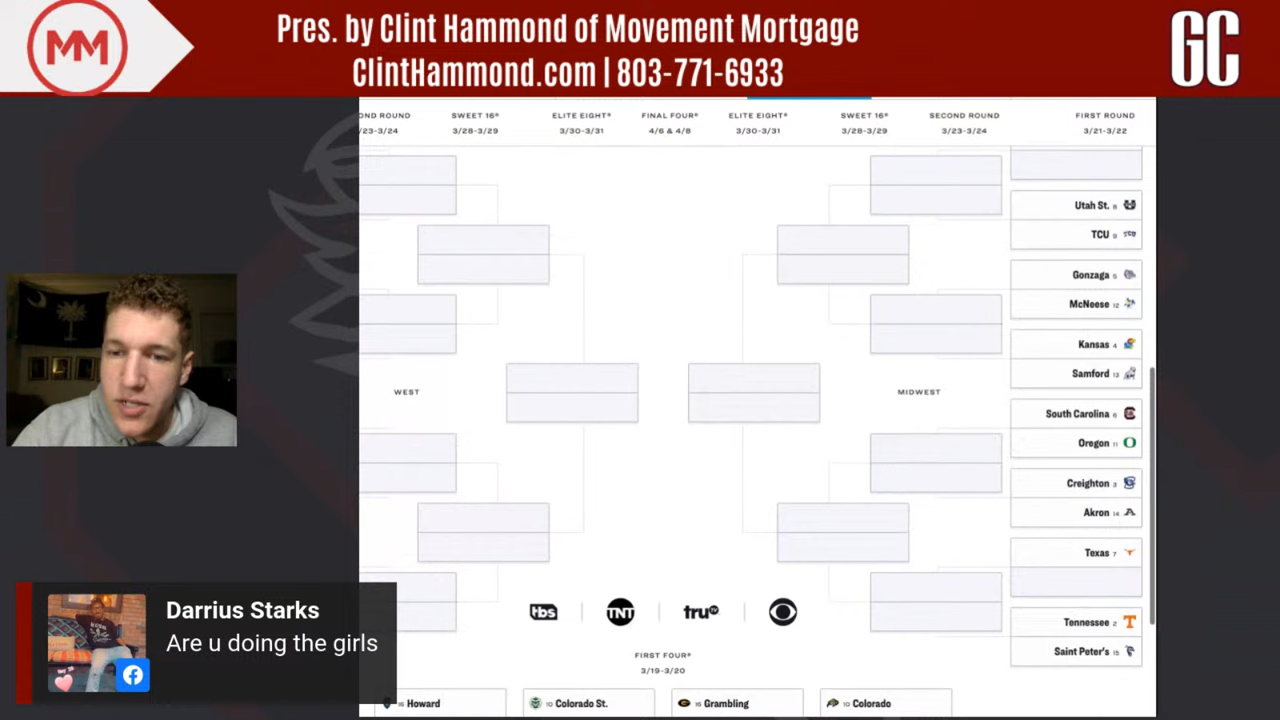 MM
Pres. by Clint Hammond of Movement Mortgage
ClintHammond.com | 803-771-6933
GC
OND ROUND
/23-3/24
SWEET 16®
3/28-3/29
ELITE EIGHT®
3/30-3/31
FINAL FOUR®
4/6 & 4/8
ELITE EIGHT®
3/30-3/31
SWEET 16®
3/28-3/29
SECOND ROUND
3/23-3/24
FIRST ROUND
3/21-3/22
Utah St. 8
TCU 9
Gonzaga 5
McNeese 12
Kansas 4
Samford 13
WEST
MIDWEST
South Carolina 6
Oregon 11
Creighton 3
Akron 14
Texas 7
Tennessee 2
Saint Peter's 15
tbs
TNT
truTV
FIRST FOUR®
3/19-3/20
16 Howard
10 Colorado St.
16 Grambling
10 Colorado
Darrius Starks
Are u doing the girls